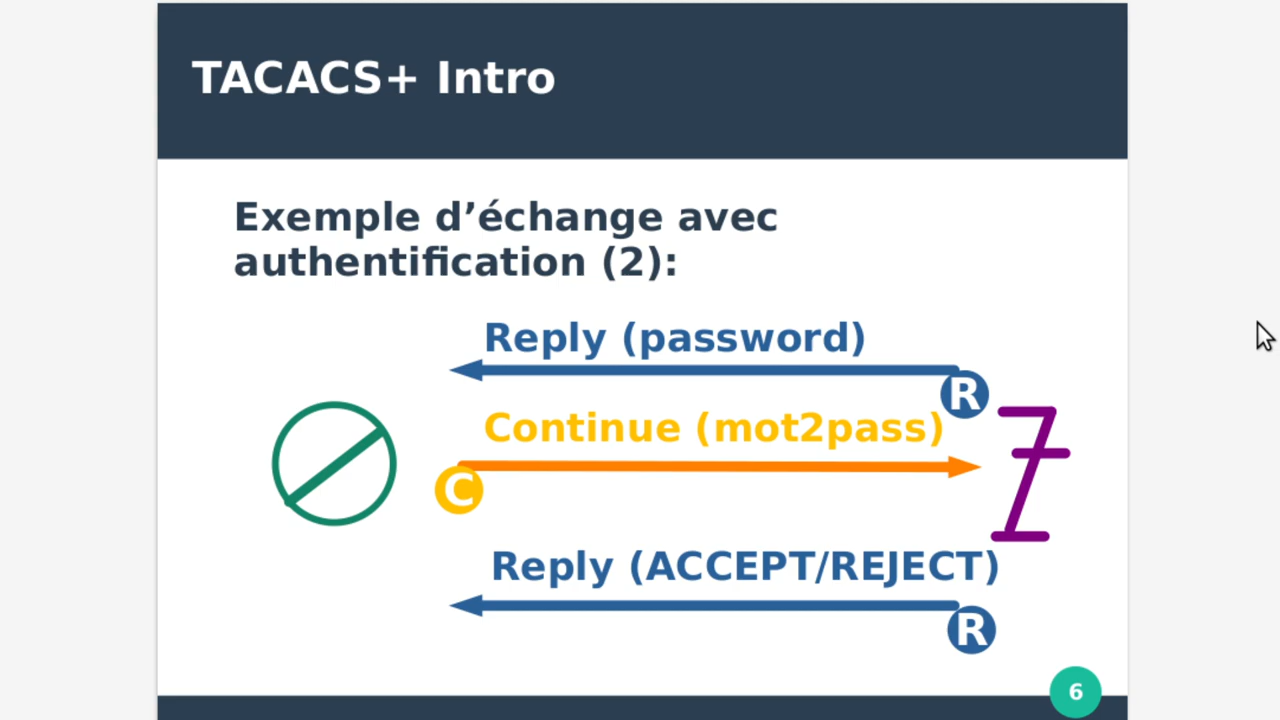 TACACS+ Intro
Exemple d’échange avec
authentification (2):
Reply (password)
R
Continue (mot2pass)
C
Reply (ACCEPT/REJECT)
R
6